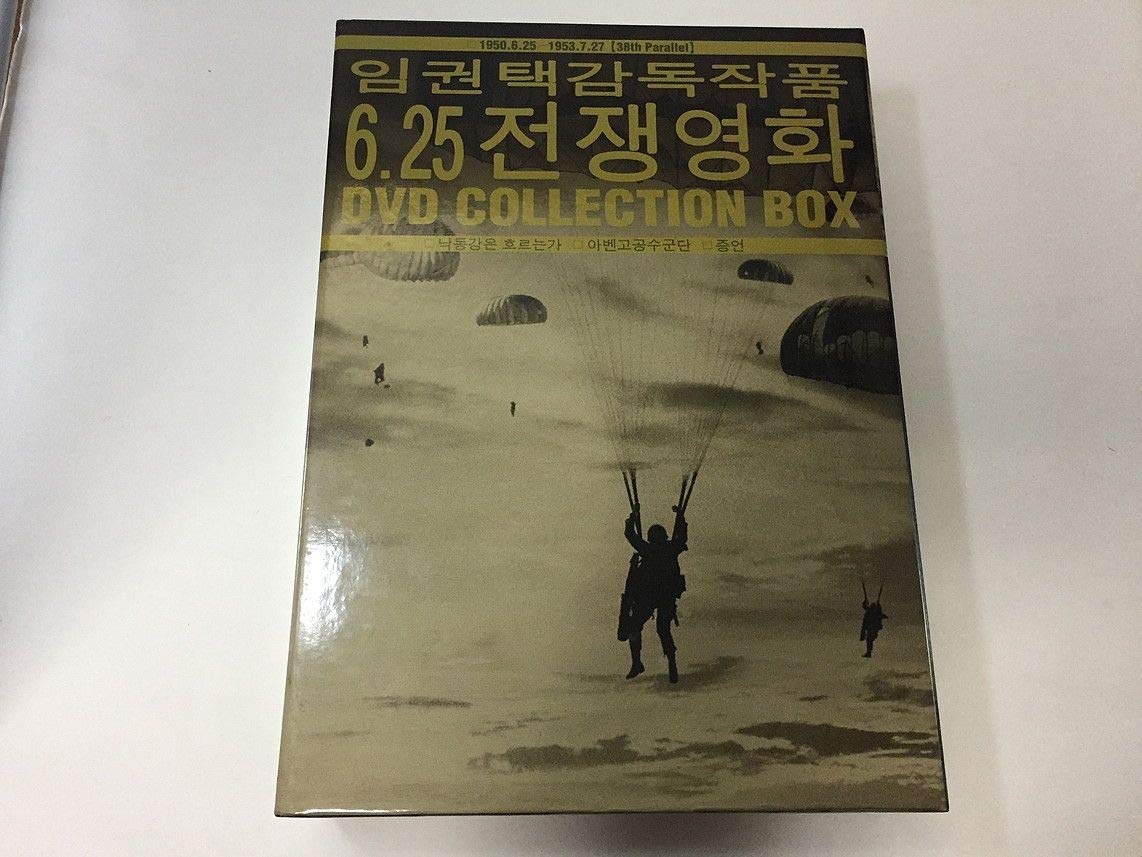 1950.6.25 1953.7.27【38th Parallel】
임권택감독작품
6.25전쟁영화
DVD COLLECTION BOX
□ 낙동강은 흐르는가 □ 아벤고공수군단 □ 증언